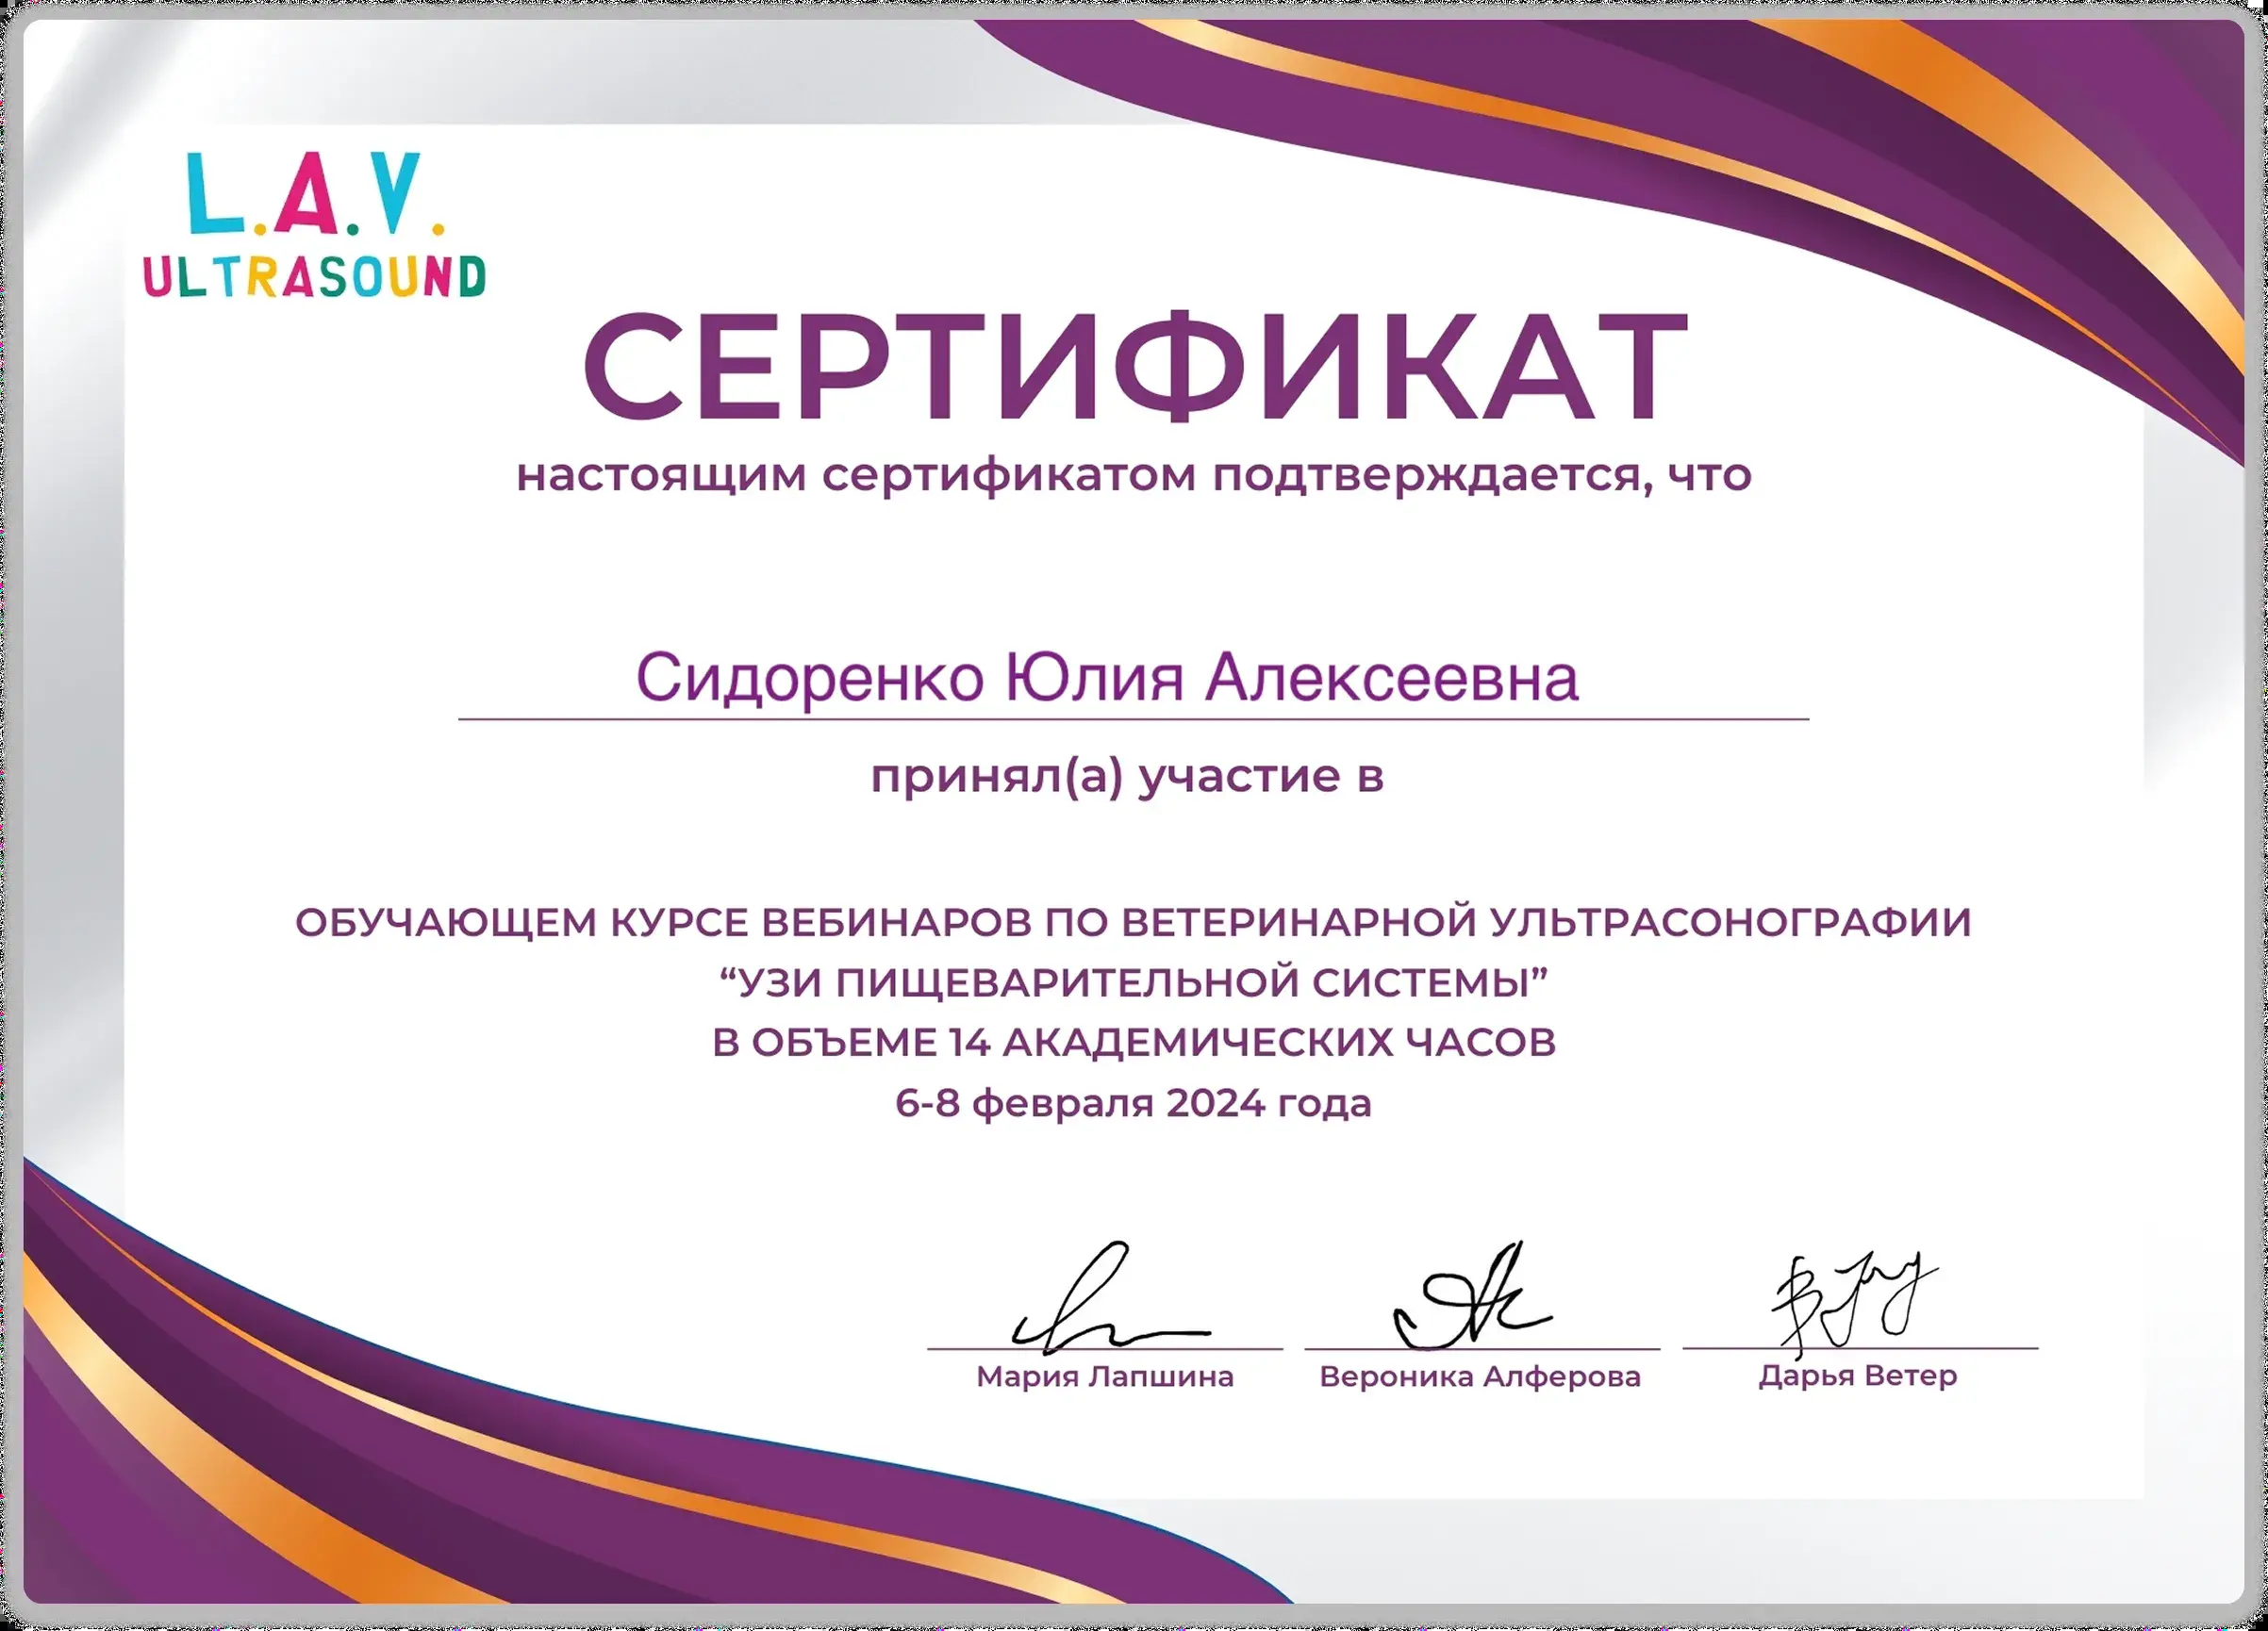 L.A.V.
ULTRASOUND
СЕРТИФИКАТ
настоящим сертификатом подтверждается, что
Сидоренко Юлия Алексеевна
принял(а) участие в
ОБУЧАЮЩЕМ КУРСЕ ВЕБИНАРОВ ПО ВЕТЕРИНАРНОЙ УЛЬТРАСОНОГРАФИИ
“УЗИ ПИЩЕВАРИТЕЛЬНОЙ СИСТЕМЫ”
В ОБЪЕМЕ 14 АКАДЕМИЧЕСКИХ ЧАСОВ
6-8 февраля 2024 года
Мария Лапшина Вероника Алферова Дарья Ветер